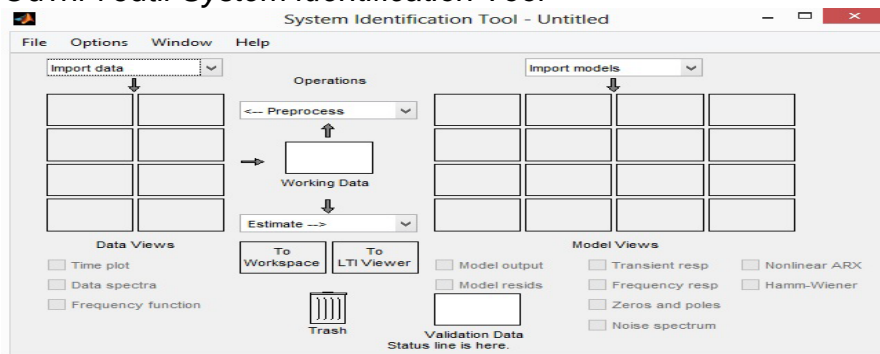 System Identification Tool - Untitled
File Options Window Help
Import data
Operations
Import models
<-- Preprocess
Working Data
Estimate -->
Data Views
To Workspace
To LTI Viewer
Model Views
Time plot
Data spectra
Frequency function
Model output
Model resids
Transient resp
Frequency resp
Zeros and poles
Noise spectrum
Nonlinear ARX
Hamm-Wiener
Trash
Validation Data
Status line is here.